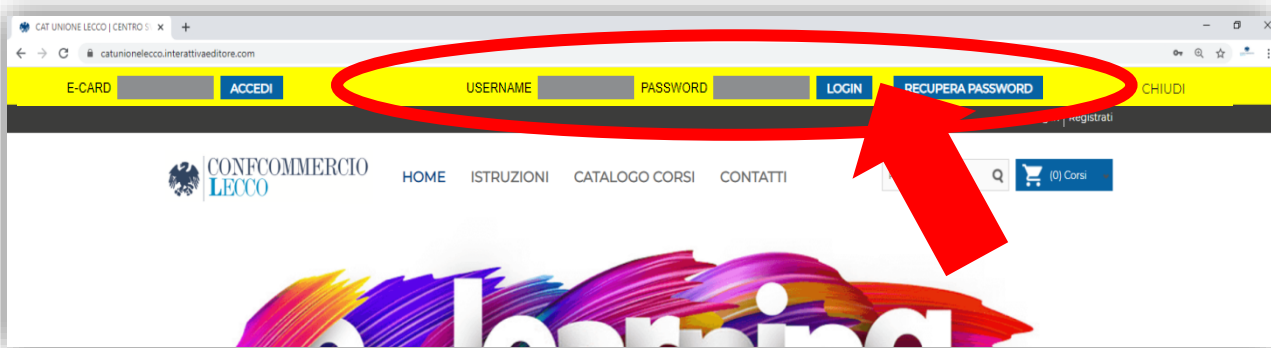 CAT UNIONE LECCO | CENTRO S
catunionelecco.interattivaeditore.com
E-CARD ACCEDI USERNAME PASSWORD LOGIN RECUPERA PASSWORD CHIUDI
| Registrati
CONFCOMMERCIO
LECCO
HOME ISTRUZIONI CATALOGO CORSI CONTATTI
(0) Corsi
e-learning